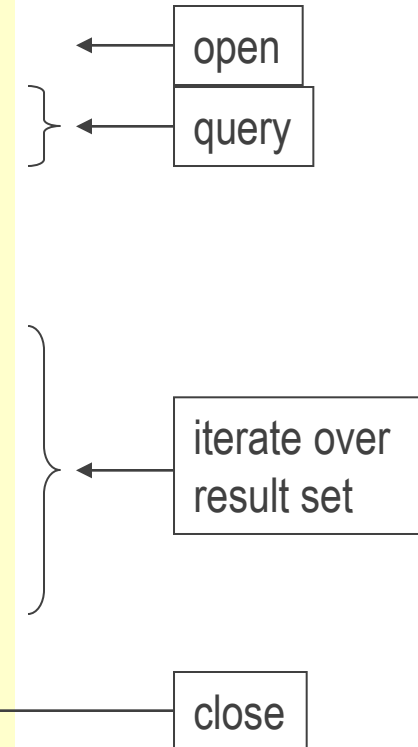 open
query
iterate over
result set
close